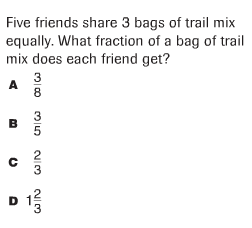 Five friends share 3 bags of trail mix
equally. What fraction of a bag of trail
mix does each friend get?
A 3/8
B 3/5
C 2/3
D 1 2/3